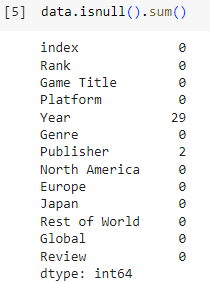 [5] data.isnull().sum()
index 0
Rank 0
Game Title 0
Platform 0
Year 29
Genre 0
Publisher 2
North America 0
Europe 0
Japan 0
Rest of World 0
Global 0
Review 0
dtype: int64